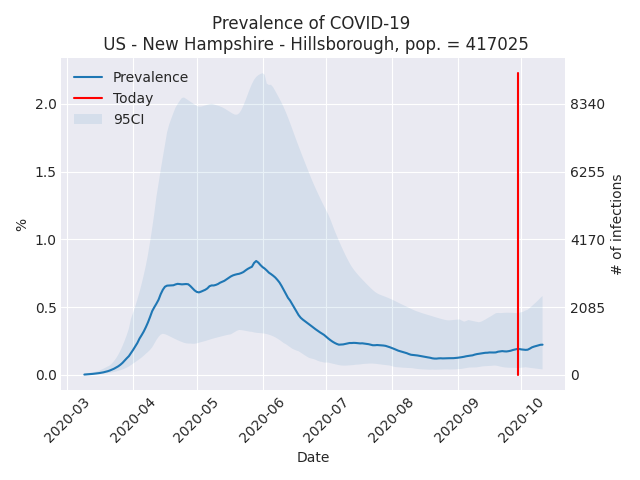 Prevalence of COVID-19
US - New Hampshire - Hillsborough, pop. = 417025
Prevalence
Today
95CI
%
2.0
1.5
1.0
0.5
0.0
8340
6255
4170
2085
0
# of infections
2020-03
2020-04
2020-05
2020-06
2020-07
2020-08
2020-09
2020-10
Date